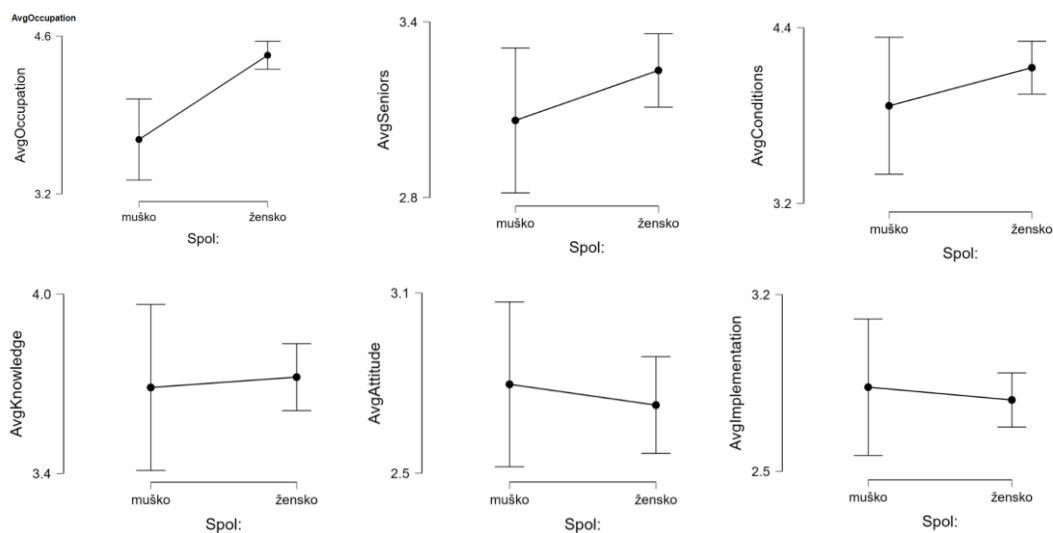 AvgOccupation
4.6
AvgOccupation
3.2
muško
žensko
Spol:
3.4
AvgSeniors
2.8
muško
žensko
Spol:
4.4
AvgConditions
3.2
muško
žensko
Spol:
4.0
AvgKnowledge
3.4
muško
žensko
Spol:
3.1
AvgAttitude
2.5
muško
žensko
Spol:
3.2
AvgImplementation
2.5
muško
žensko
Spol: